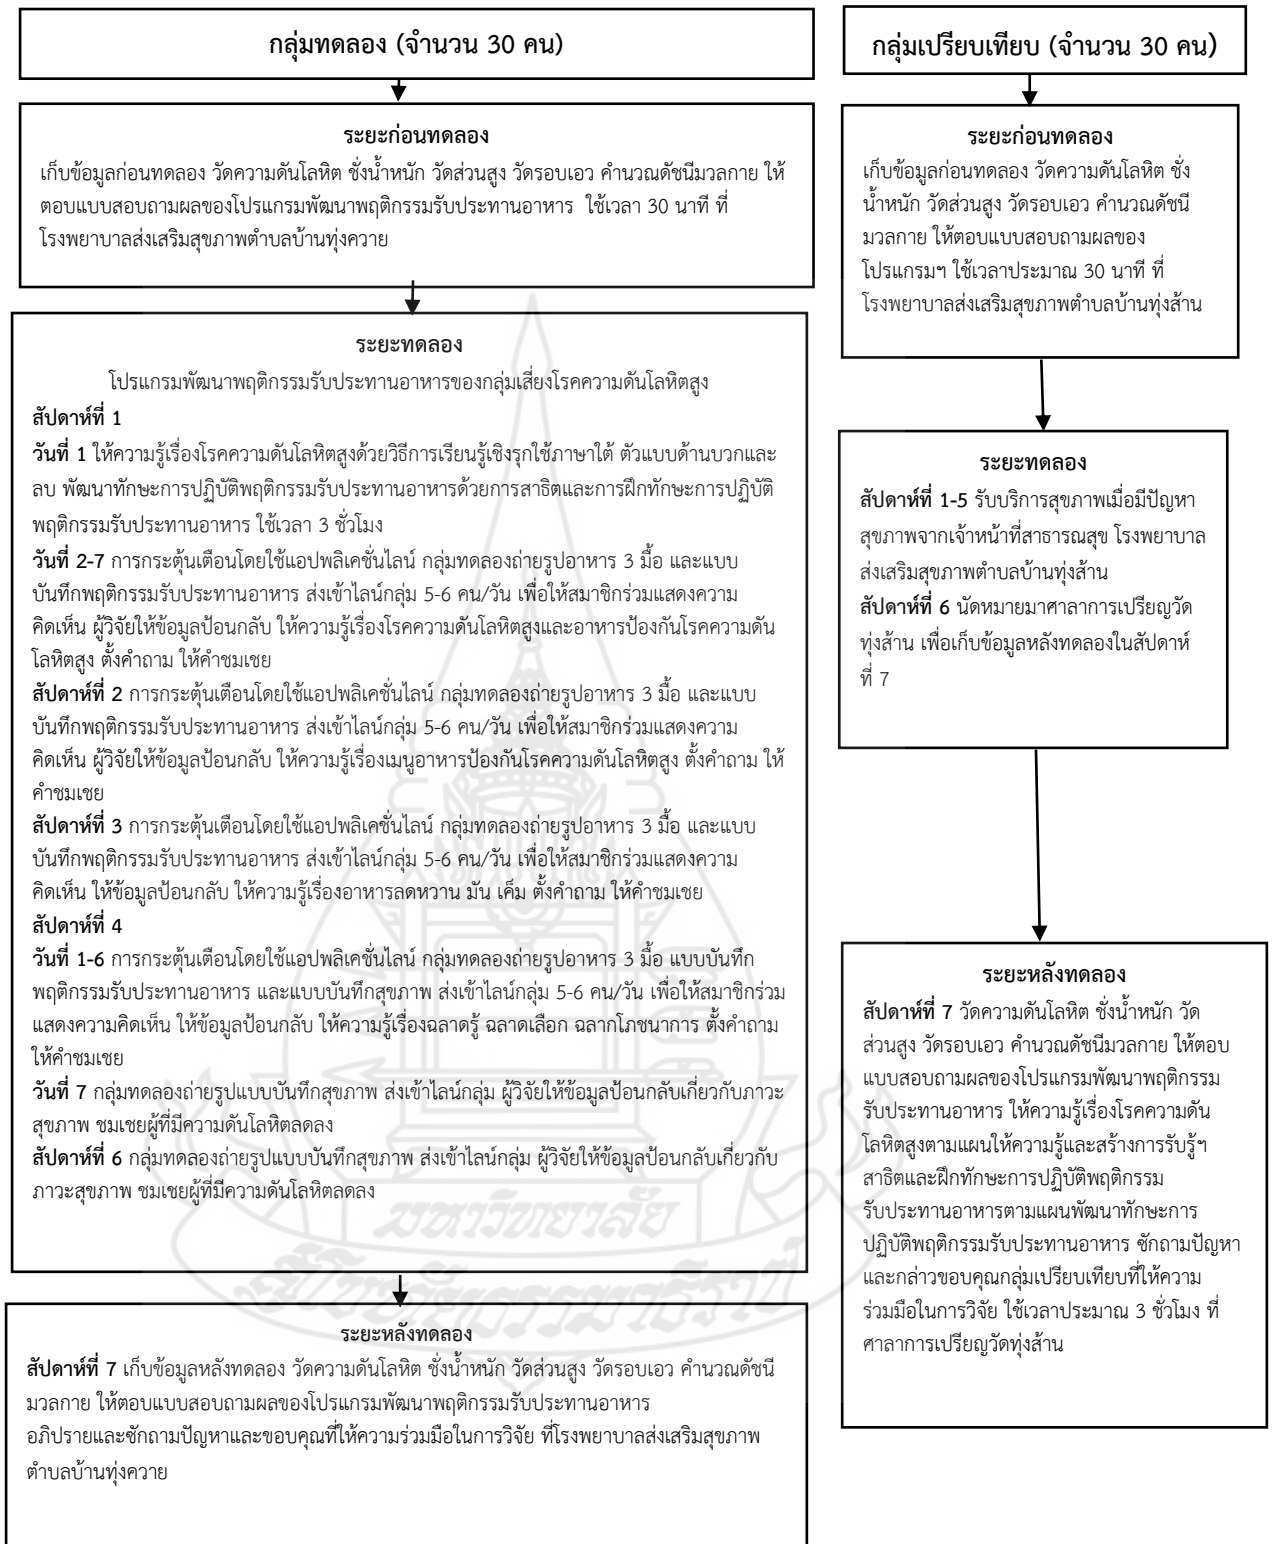 กลุ่มทดลอง (จำนวน 30 คน)
ระยะก่อนทดลอง
เก็บข้อมูลก่อนทดลอง วัดความดันโลหิต ชั่งน้ำหนัก วัดส่วนสูง วัดรอบเอว คำนวณดัชนีมวลกาย ให้
ตอบแบบสอบถามผลของโปรแกรมพัฒนาพฤติกรรมรับประทานอาหาร ใช้เวลา 30 นาที ที่
โรงพยาบาลส่งเสริมสุขภาพตำบลบ้านทุ่งควาย
ระยะทดลอง
โปรแกรมพัฒนาพฤติกรรมรับประทานอาหารของกลุ่มเสี่ยงโรคความดันโลหิตสูง
สัปดาห์ที่ 1
วันที่ 1 ให้ความรู้เรื่องโรคความดันโลหิตสูงด้วยวิธีการเรียนรู้เชิงรุกใช้ภาษาใต้ ตัวแบบด้านบวกและ
ลบ พัฒนาทักษะการปฏิบัติพฤติกรรมรับประทานอาหารด้วยการสาธิตและการฝึกทักษะการปฏิบัติ
พฤติกรรมรับประทานอาหาร ใช้เวลา 3 ชั่วโมง
วันที่ 2-7 การกระตุ้นเตือนโดยใช้แอปพลิเคชั่นไลน์ กลุ่มทดลองถ่ายรูปอาหาร 3 มื้อ และแบบ
บันทึกพฤติกรรมรับประทานอาหาร ส่งเข้าไลน์กลุ่ม 5-6 คน/วัน เพื่อให้สมาชิกร่วมแสดงความ
คิดเห็น ผู้วิจัยให้ข้อมูลป้อนกลับ ให้ความรู้เรื่องโรคความดันโลหิตสูงและอาหารป้องกันโรคความดัน
โลหิตสูง ตั้งคำถาม ให้คำชมเชย
สัปดาห์ที่ 2 การกระตุ้นเตือนโดยใช้แอปพลิเคชั่นไลน์ กลุ่มทดลองถ่ายรูปอาหาร 3 มื้อ และแบบ
บันทึกพฤติกรรมรับประทานอาหาร ส่งเข้าไลน์กลุ่ม 5-6 คน/วัน เพื่อให้สมาชิกร่วมแสดงความ
คิดเห็น ผู้วิจัยให้ข้อมูลป้อนกลับ ให้ความรู้เรื่องเมนูอาหารป้องกันโรคความดันโลหิตสูง ตั้งคำถาม ให้
คำชมเชย
สัปดาห์ที่ 3 การกระตุ้นเตือนโดยใช้แอปพลิเคชั่นไลน์ กลุ่มทดลองถ่ายรูปอาหาร 3 มื้อ และแบบ
บันทึกพฤติกรรมรับประทานอาหาร ส่งเข้าไลน์กลุ่ม 5-6 คน/วัน เพื่อให้สมาชิกร่วมแสดงความ
คิดเห็น ให้ข้อมูลป้อนกลับ ให้ความรู้เรื่องอาหารลดหวาน มัน เค็ม ตั้งคำถาม ให้คำชมเชย
สัปดาห์ที่ 4
วันที่ 1-6 การกระตุ้นเตือนโดยใช้แอปพลิเคชั่นไลน์ กลุ่มทดลองถ่ายรูปอาหาร 3 มื้อ แบบบันทึก
พฤติกรรมรับประทานอาหาร และแบบบันทึกสุขภาพ ส่งเข้าไลน์กลุ่ม 5-6 คน/วัน เพื่อให้สมาชิกร่วม
แสดงความคิดเห็น ให้ข้อมูลป้อนกลับ ให้ความรู้เรื่องฉลาดรู้ ฉลาดเลือก ฉลากโภชนาการ ตั้งคำถาม
ให้คำชมเชย
วันที่ 7 กลุ่มทดลองถ่ายรูปแบบบันทึกสุขภาพ ส่งเข้าไลน์กลุ่ม ผู้วิจัยให้ข้อมูลป้อนกลับเกี่ยวกับภาวะ
สุขภาพ ชมเชยผู้ที่มีความดันโลหิตลดลง
สัปดาห์ที่ 6 กลุ่มทดลองถ่ายรูปแบบบันทึกสุขภาพ ส่งเข้าไลน์กลุ่ม ผู้วิจัยให้ข้อมูลป้อนกลับเกี่ยวกับ
ภาวะสุขภาพ ชมเชยผู้ที่มีความดันโลหิตลดลง
มหาวิทยาลัย
สุโขทัยธรรมาธิราช
ระยะหลังทดลอง
สัปดาห์ที่ 7 เก็บข้อมูลหลังทดลอง วัดความดันโลหิต ชั่งน้ำหนัก วัดส่วนสูง วัดรอบเอว คำนวณดัชนี
มวลกาย ให้ตอบแบบสอบถามผลของโปรแกรมพัฒนาพฤติกรรมรับประทานอาหาร
อภิปรายและซักถามปัญหาและขอบคุณที่ให้ความร่วมมือในการวิจัย ที่โรงพยาบาลส่งเสริมสุขภาพ
ตำบลบ้านทุ่งควาย
กลุ่มเปรียบเทียบ (จำนวน 30 คน)
ระยะก่อนทดลอง
เก็บข้อมูลก่อนทดลอง วัดความดันโลหิต ชั่ง
น้ำหนัก วัดส่วนสูง วัดรอบเอว คำนวณดัชนี
มวลกาย ให้ตอบแบบสอบถามผลของ
โปรแกรมฯ ใช้เวลาประมาณ 30 นาที ที่
โรงพยาบาลส่งเสริมสุขภาพตำบลบ้านทุ่งส้าน
ระยะทดลอง
สัปดาห์ที่ 1-5 รับบริการสุขภาพเมื่อมีปัญหา
สุขภาพจากเจ้าหน้าที่สาธารณสุข โรงพยาบาล
ส่งเสริมสุขภาพตำบลบ้านทุ่งส้าน
สัปดาห์ที่ 6 นัดหมายมาศาลาการเปรียญวัด
ทุ่งส้าน เพื่อเก็บข้อมูลหลังทดลองในสัปดาห์
ที่ 7
ระยะหลังทดลอง
สัปดาห์ที่ 7 วัดความดันโลหิต ชั่งน้ำหนัก วัด
ส่วนสูง วัดรอบเอว คำนวณดัชนีมวลกาย ให้ตอบ
แบบสอบถามผลของโปรแกรมพัฒนาพฤติกรรม
รับประทานอาหาร ให้ความรู้เรื่องโรคความดัน
โลหิตสูงตามแผนให้ความรู้และสร้างการรับรู้ฯ
สาธิตและฝึกทักษะการปฏิบัติพฤติกรรม
รับประทานอาหารตามแผนพัฒนาทักษะการ
ปฏิบัติพฤติกรรมรับประทานอาหาร ซักถามปัญหา
และกล่าวขอบคุณกลุ่มเปรียบเทียบที่ให้ความ
ร่วมมือในการวิจัย ใช้เวลาประมาณ 3 ชั่วโมง ที่
ศาลาการเปรียญวัดทุ่งส้าน